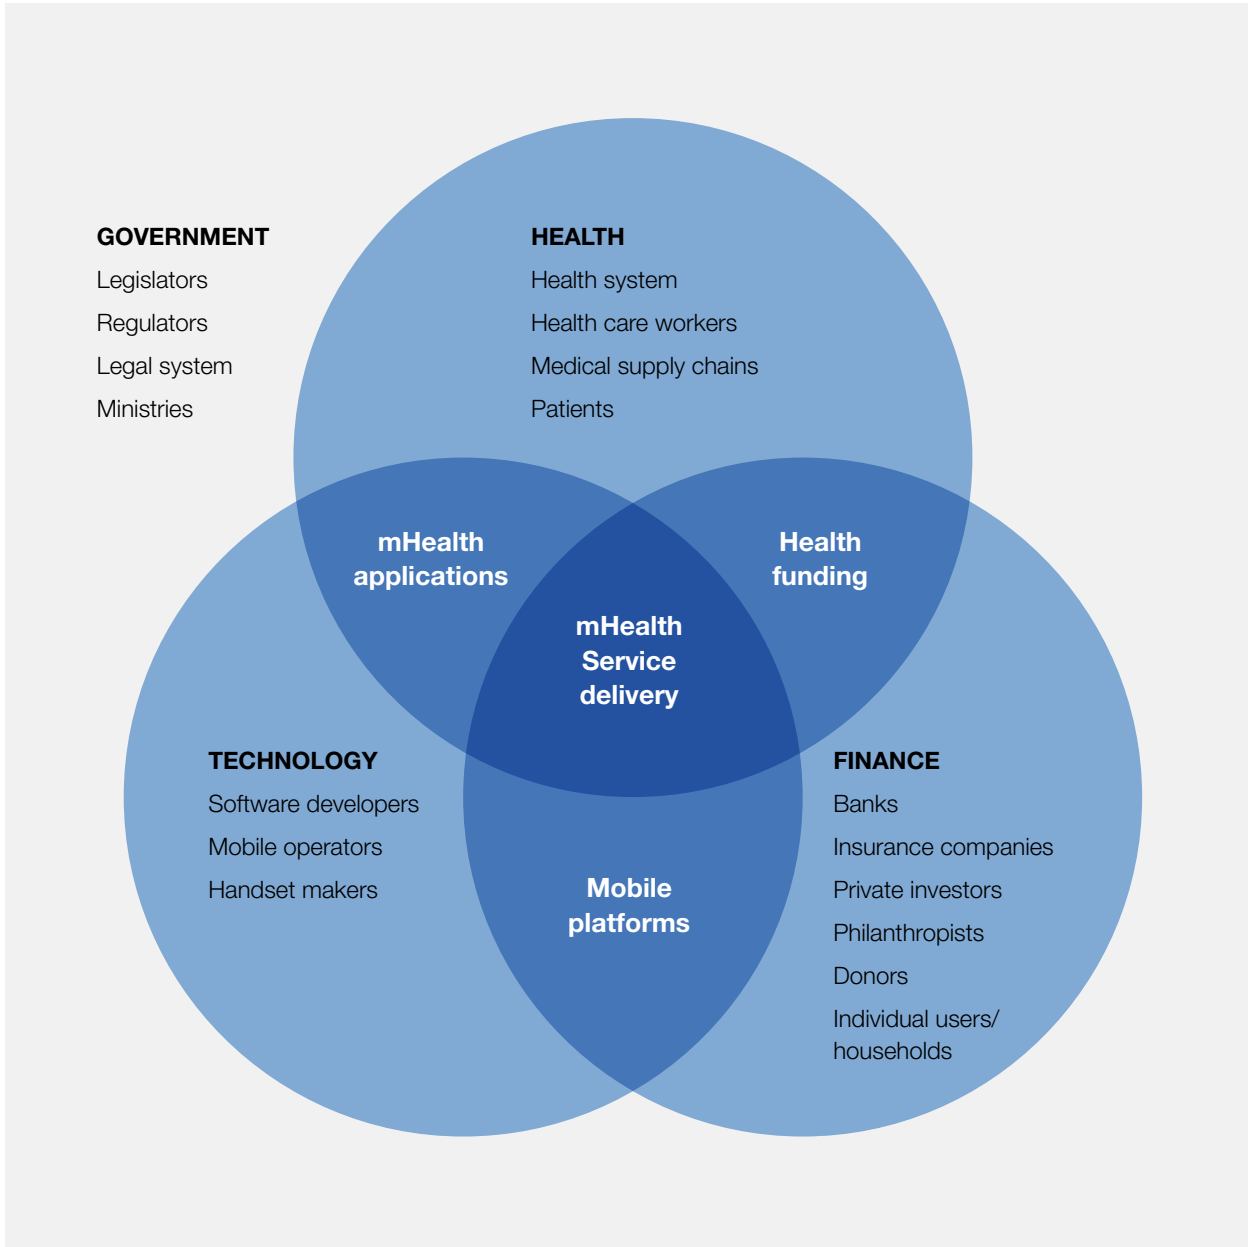 GOVERNMENT
Legislators
Regulators
Legal system
Ministries
HEALTH
Health system
Health care workers
Medical supply chains
Patients
mHealth
applications
Health
funding
mHealth
Service
delivery
TECHNOLOGY
Software developers
Mobile operators
Handset makers
Mobile
platforms
FINANCE
Banks
Insurance companies
Private investors
Philanthropists
Donors
Individual users/
households